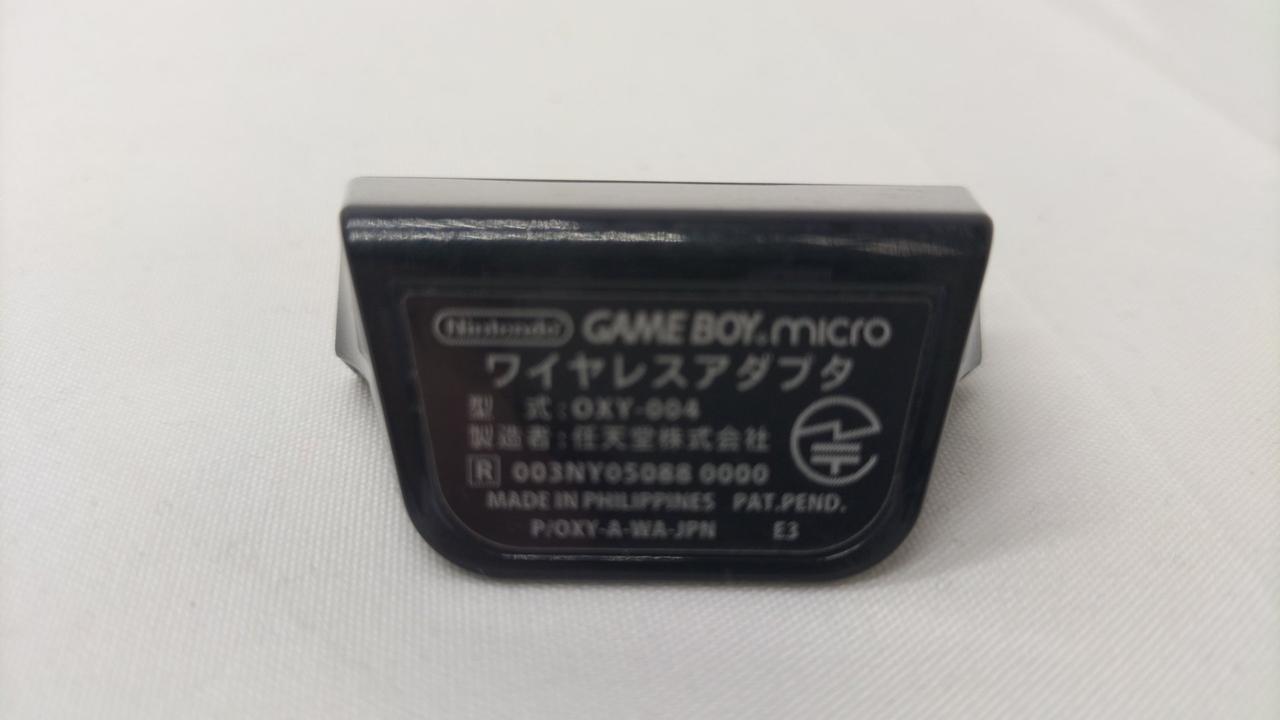 Nintendo GAME BOY micro
ワイヤレスアダプタ
型 式:OXY-004
製造者:任天堂株式会社
R 003NY05088 0000
MADE IN PHILIPPINES PAT.PEND.
P/OXY-A-WA-JPN E3